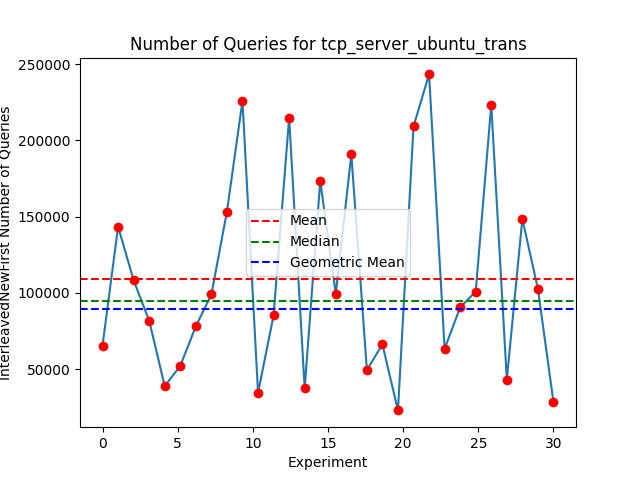 Number of Queries for tcp_server_ubuntu_trans
InterleavedNewFirst Number of Queries
250000
200000
150000
100000
50000
Mean
Median
Geometric Mean
0 5 10 15 20 25 30
Experiment